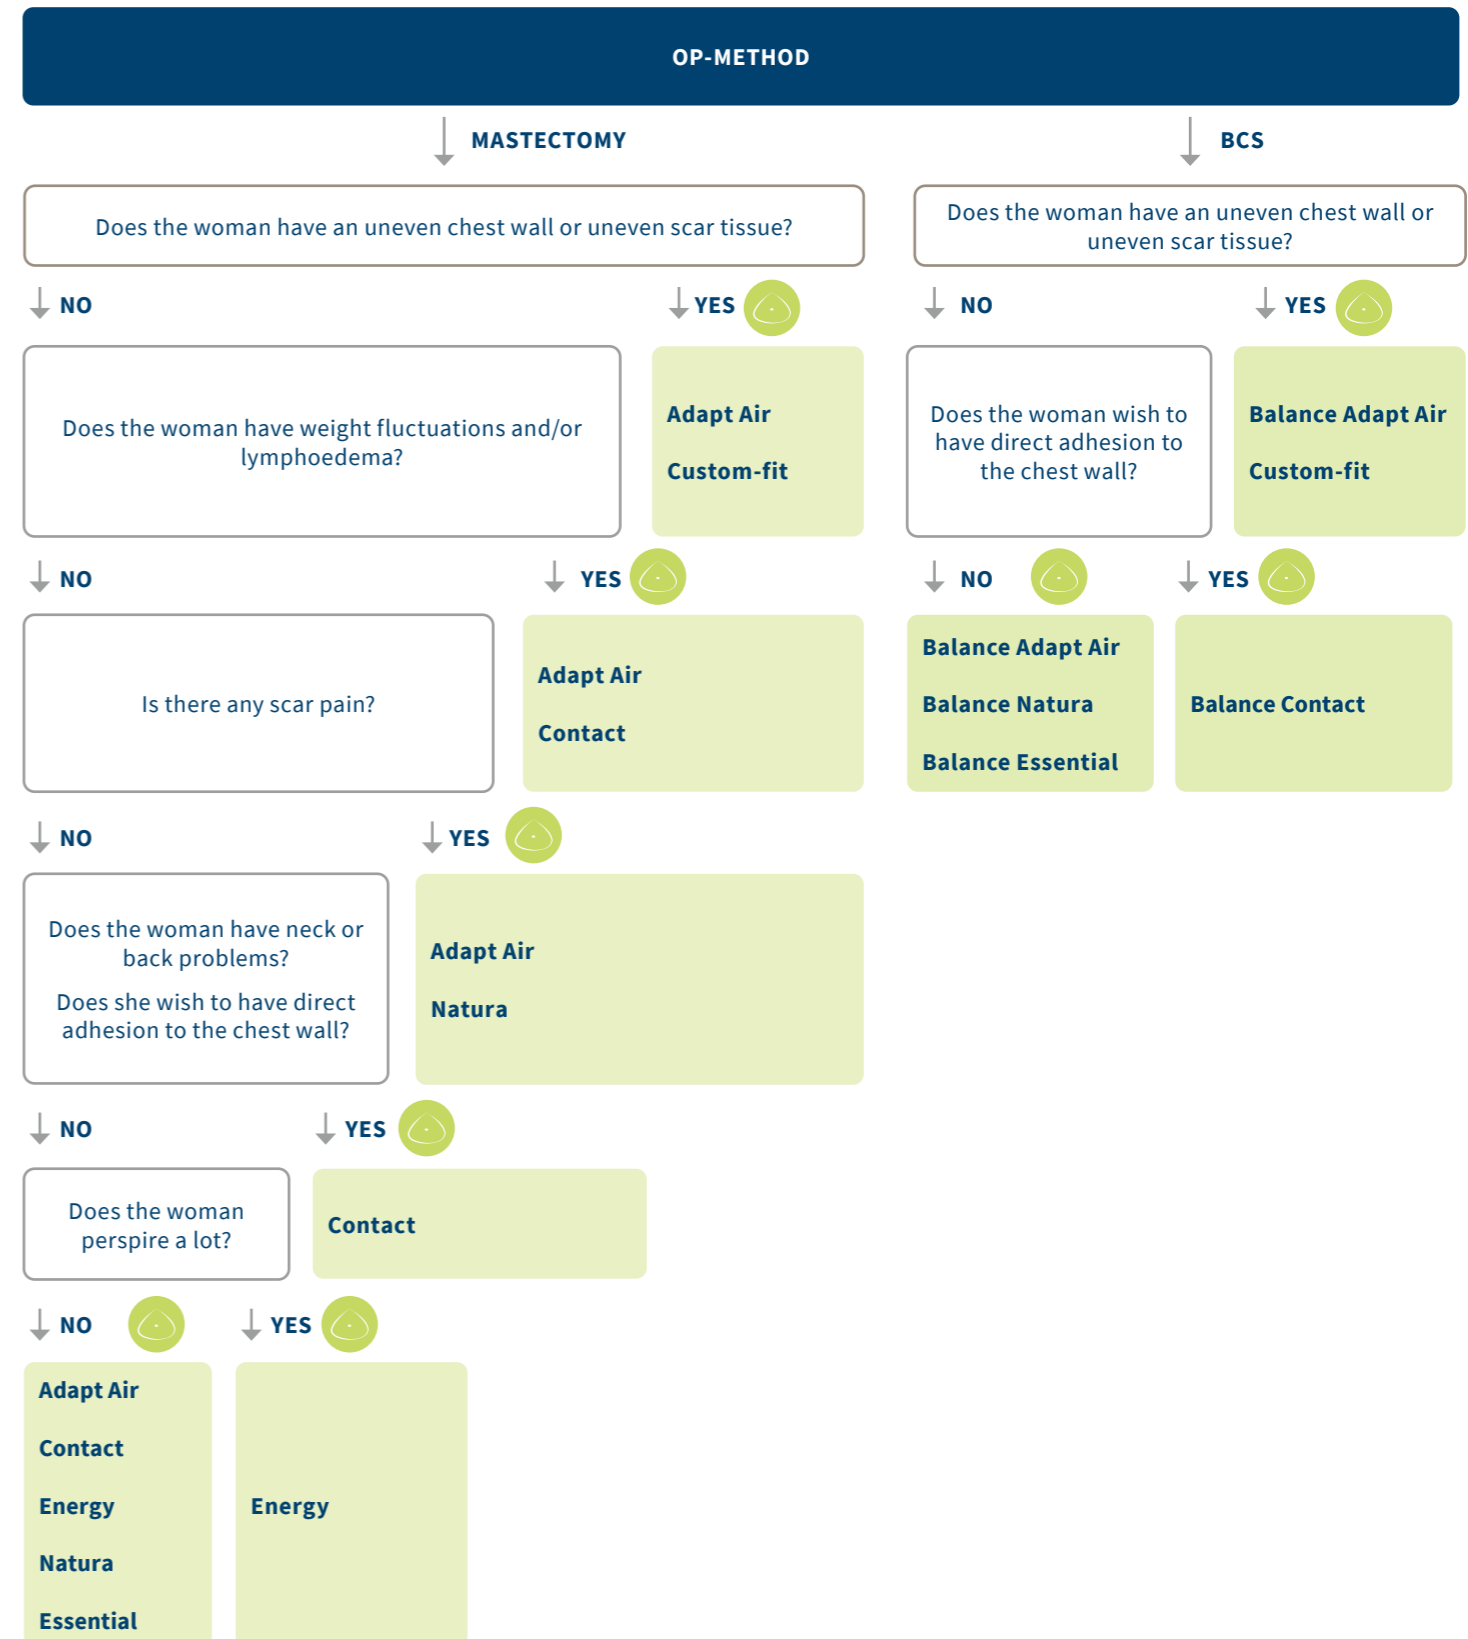 OP-METHOD
MASTECTOMY
BCS
Does the woman have an uneven chest wall or uneven scar tissue?
Does the woman have an uneven chest wall or
uneven scar tissue?
NO
YES
NO
YES
Does the woman have weight fluctuations and/or
lymphoedema?
Adapt Air
Custom-fit
Does the woman wish to
have direct adhesion to
the chest wall?
Balance Adapt Air
Custom-fit
NO
YES
NO
YES
Is there any scar pain?
Adapt Air
Contact
Balance Adapt Air
Balance Natura
Balance Essential
Balance Contact
NO
YES
Does the woman have neck or
back problems?
Does she wish to have direct
adhesion to the chest wall?
Adapt Air
Natura
NO
YES
Does the woman
perspire a lot?
Contact
NO
YES
Adapt Air
Contact
Energy
Natura
Essential
Energy